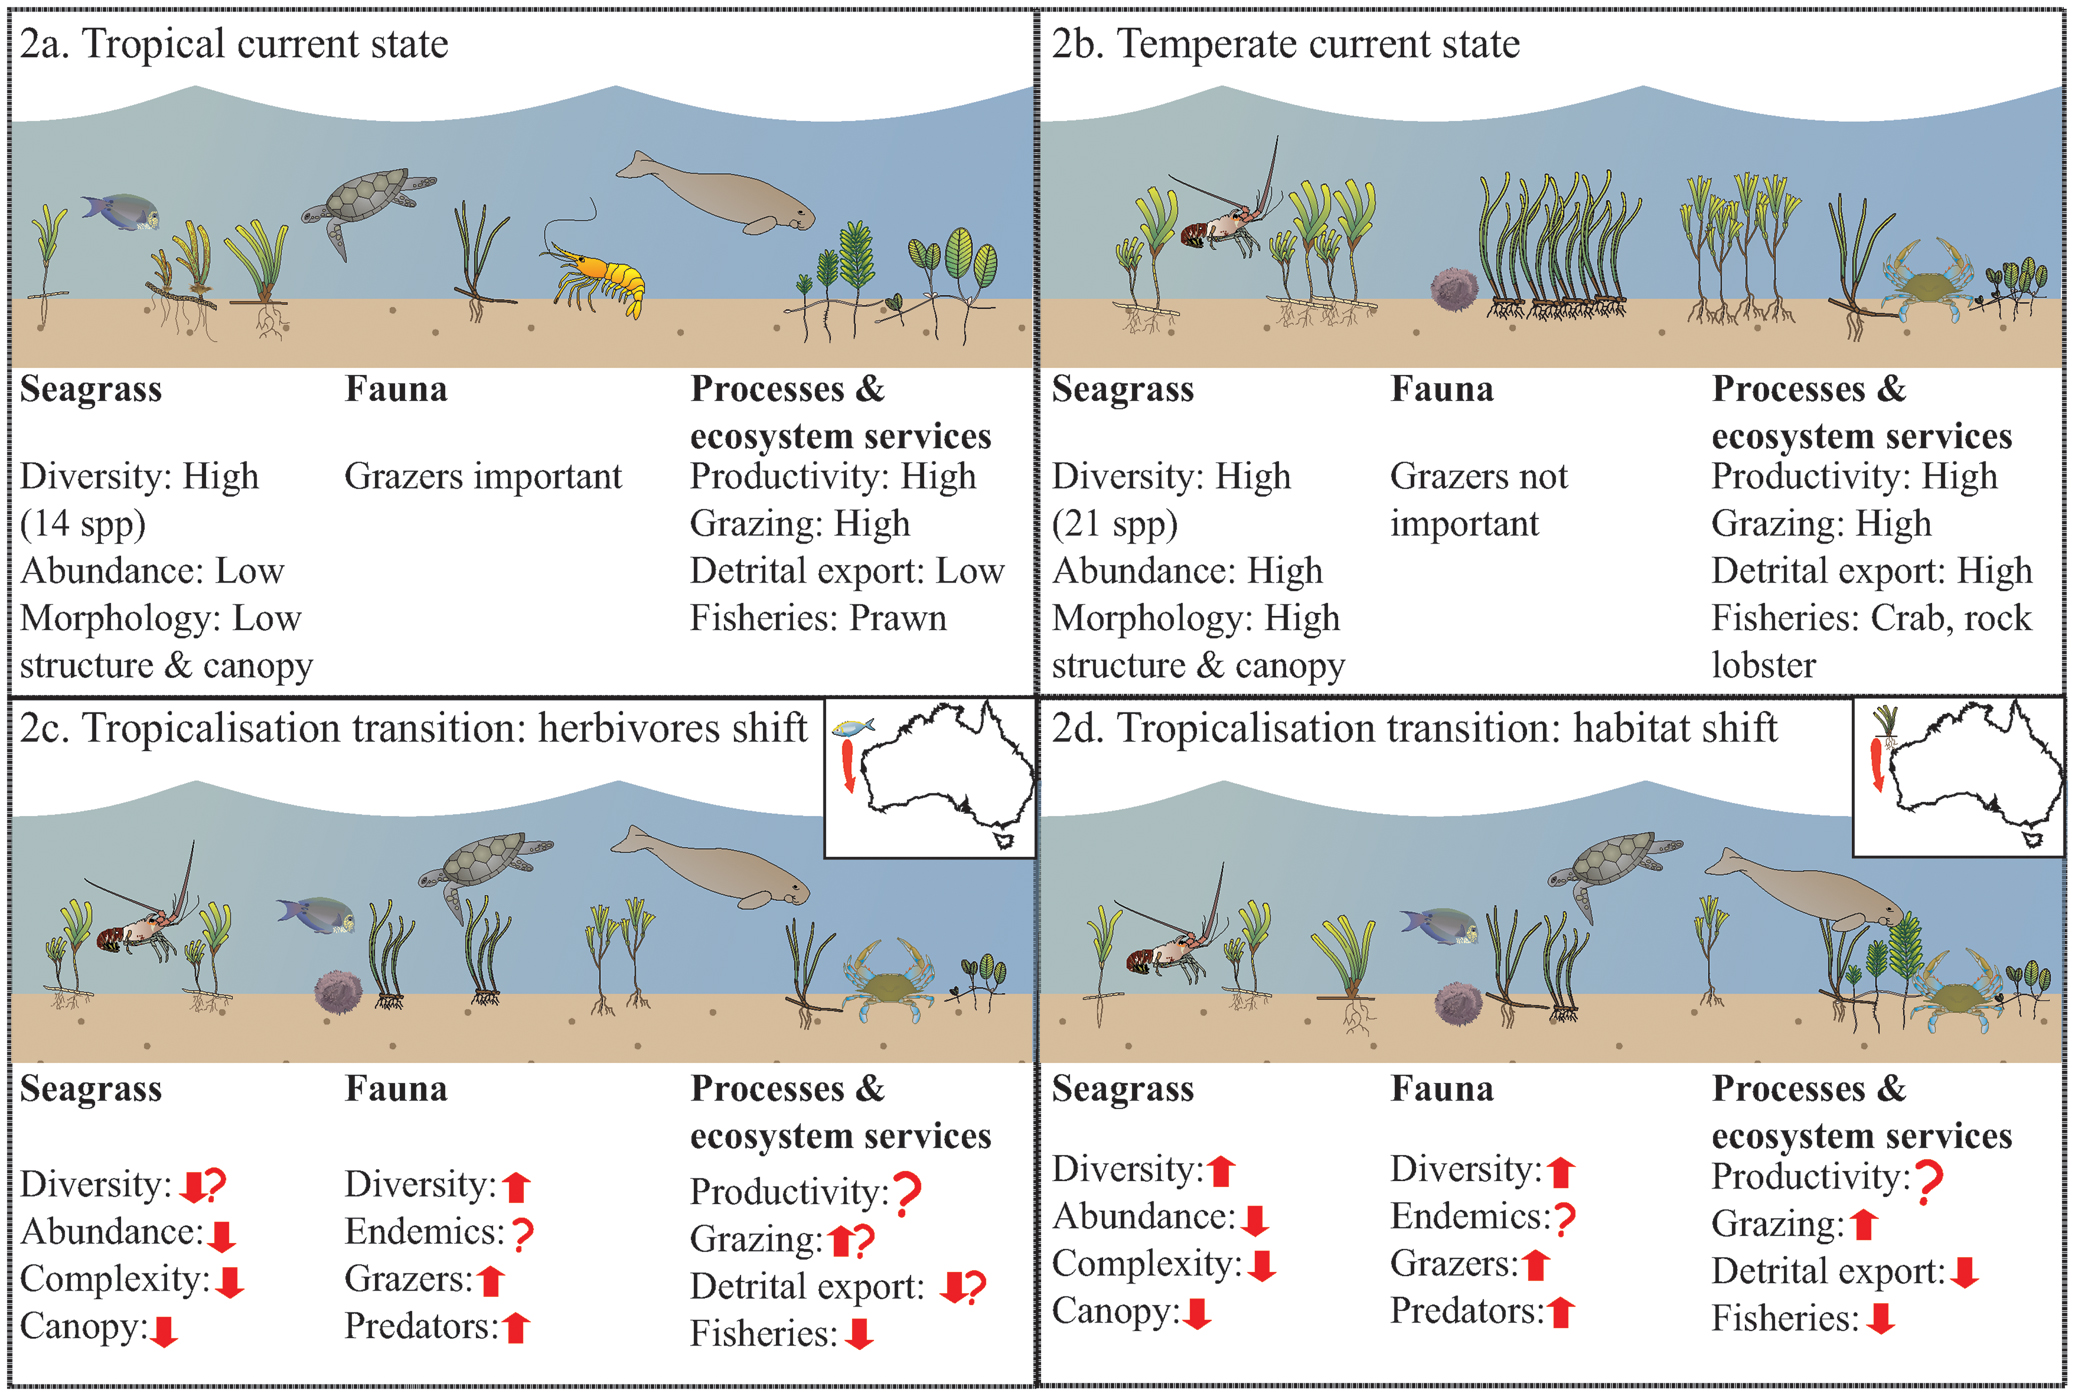 2a. Tropical current state
Seagrass
Fauna
Processes &
ecosystem services
Diversity: High
(14 spp)
Abundance: Low
Morphology: Low
structure & canopy
Grazers important
Productivity: High
Grazing: High
Detrital export: Low
Fisheries: Prawn
2b. Temperate current state
Seagrass
Fauna
Processes &
ecosystem services
Diversity: High
(21 spp)
Abundance: High
Morphology: High
structure & canopy
Grazers not
important
Productivity: High
Grazing: High
Detrital export: High
Fisheries: Crab, rock
lobster
2c. Tropicalisation transition: herbivores shift
Seagrass
Fauna
Processes &
ecosystem services
Diversity: ?
Abundance:
Complexity:
Canopy:
Diversity:
Endemics: ?
Grazers:
Predators:
Productivity: ?
Grazing: ?
Detrital export: ?
Fisheries:
2d. Tropicalisation transition: habitat shift
Seagrass
Fauna
Processes &
ecosystem services
Diversity:
Abundance:
Complexity:
Canopy:
Diversity:
Endemics: ?
Grazers:
Predators:
Productivity: ?
Grazing:
Detrital export:
Fisheries: